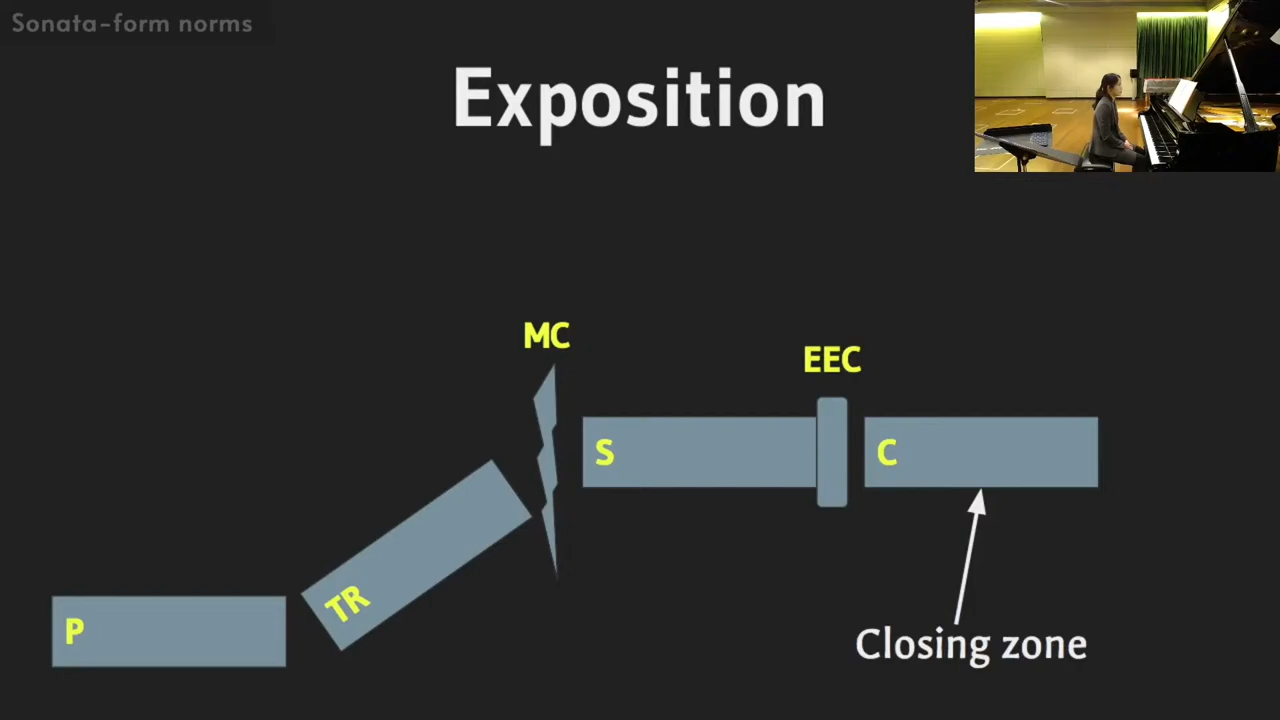 Sonata-form norms
Exposition
MC
EEC
S
C
TR
P
Closing zone